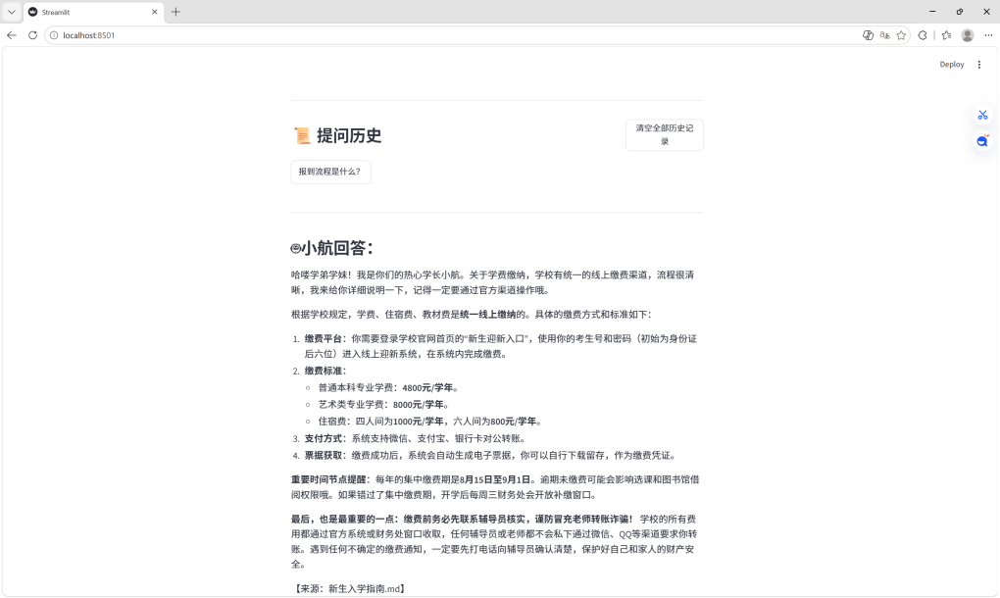 Streamlit
localhost:8501
Deploy
提问历史
清空全部历史记
录
报到流程是什么？
小航回答：
哈喽学弟学妹！我是你们的热心学长小航。关于学费缴纳，学校有统一的线上缴费渠道，流程很清
晰，我来给你详细说明一下，记得一定要通过官方渠道操作哦。
根据学校规定，学费、住宿费、教材费是统一线上缴纳的。具体的缴费方式和标准如下：
1. 缴费平台：你需要登录学校官网首页的“新生迎新入口”，使用你的考生号和密码（初始为身份证
后六位）进入线上迎新系统，在系统内完成缴费。
2. 缴费标准：
○ 普通本科专业学费：4800元/学年。
○ 艺术类专业学费：8000元/学年。
○ 住宿费：四人间为1000元/学年，六人间为800元/学年。
3. 支付方式：系统支持微信、支付宝、银行卡对公转账。
4. 票据获取：缴费成功后，系统会自动生成电子票据，你可以自行下载留存，作为缴费凭证。
重要时间节点提醒：每年的集中缴费期是8月15日至9月1日。逾期未缴费可能会影响选课和图书馆借
阅权限哦。如果错过了集中缴费期，开学后每周三财务处会开放补缴窗口。
最后，也是最重要的一点：缴费前务必先联系辅导员核实，谨防冒充老师转账诈骗！ 学校的所有费
用都通过官方系统或财务处窗口收取，任何辅导员或老师都不会私下通过微信、QQ等渠道要求你转
账。遇到任何不确定的缴费通知，一定要先打电话向辅导员确认清楚，保护好自己和家人的财产安
全。
【来源：新生入学指南.md】